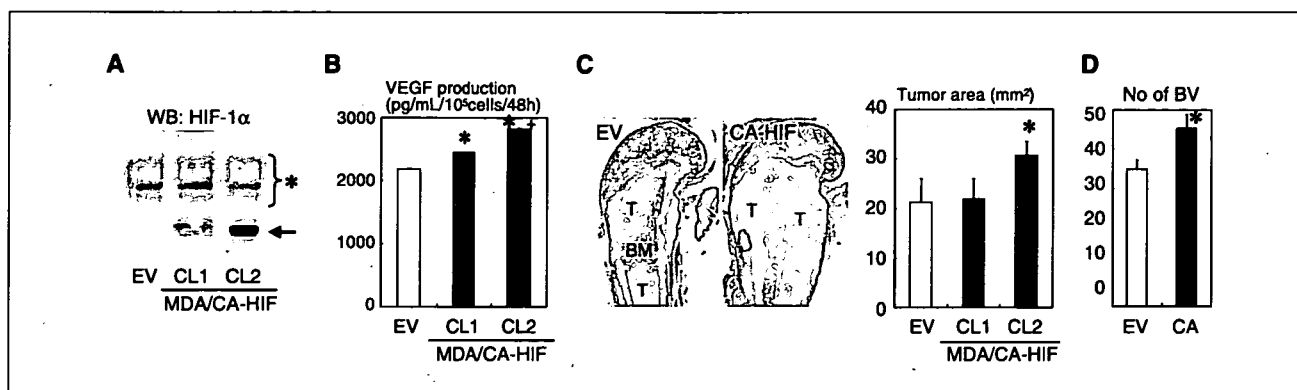 A
WB: HIF-1α
*
EV CL1 CL2
MDA/CA-HIF
B
VEGF production
(pg/mL/10⁵cells/48h)
3000
2000
1000
0
*
*+
EV CL1 CL2
MDA/CA-HIF
C
EV
T
BM
T
CA-HIF
T T
Tumor area (mm²)
40
30
20
10
0
*
EV CL1 CL2
MDA/CA-HIF
D
No of BV
50
40
30
20
10
0
*
EV CA